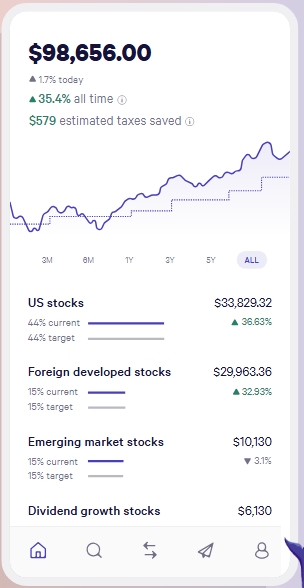 $98,656.00
1.7% today
35.4% all time
$579 estimated taxes saved
3M 6M 1Y 3Y 5Y ALL
US stocks $33,829.32
44% current 36.63%
44% target
Foreign developed stocks $29,963.36
15% current 32.93%
15% target
Emerging market stocks $10,130
15% current 3.1%
15% target
Dividend growth stocks $6,130